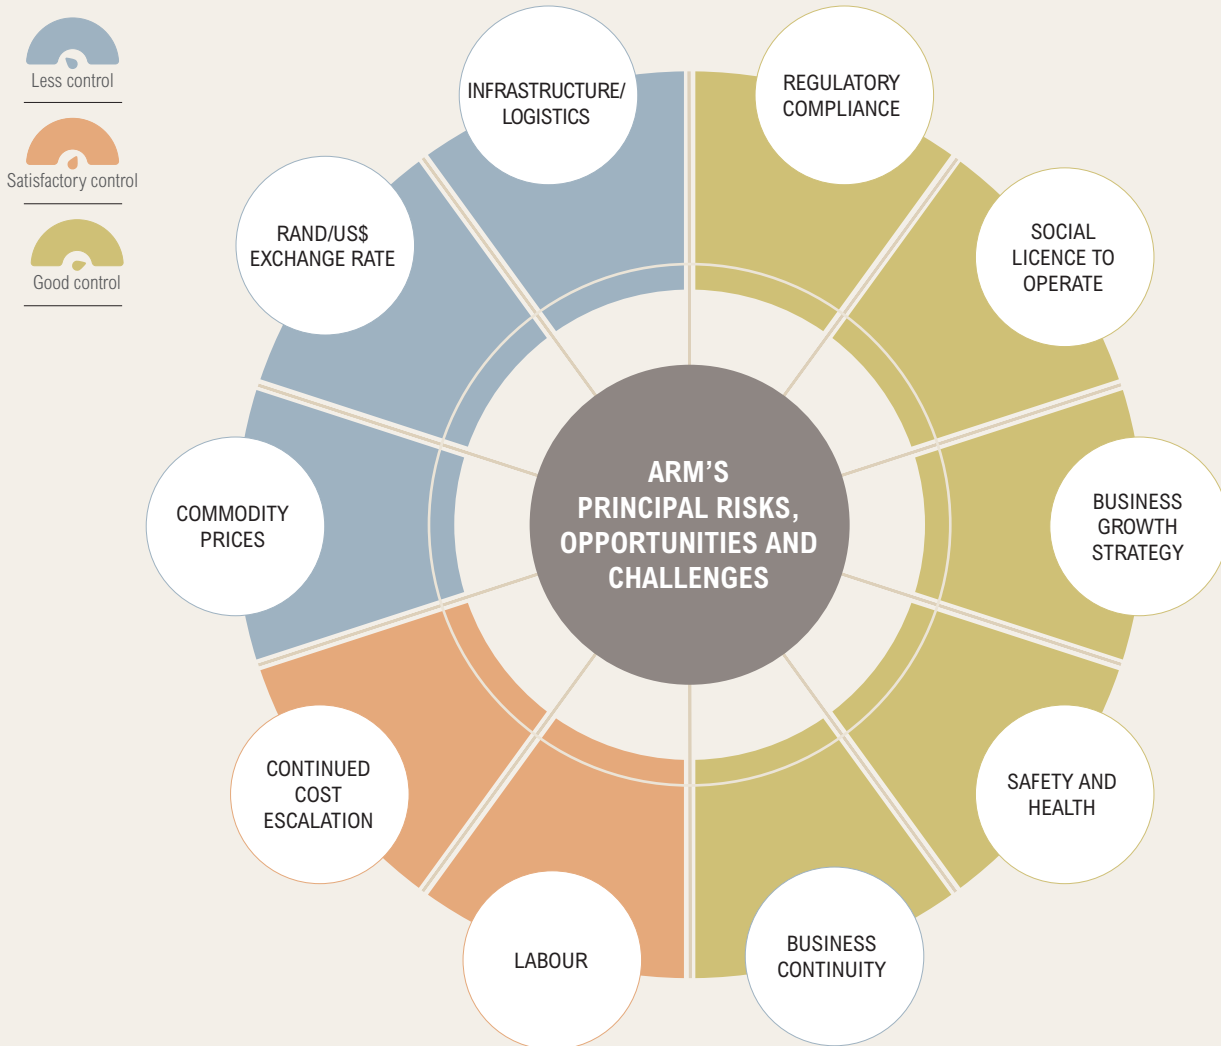 Less control
Satisfactory control
Good control
INFRASTRUCTURE/
LOGISTICS
REGULATORY
COMPLIANCE
SOCIAL
LICENCE TO
OPERATE
BUSINESS
GROWTH
STRATEGY
SAFETY AND
HEALTH
BUSINESS
CONTINUITY
LABOUR
CONTINUED
COST
ESCALATION
COMMODITY
PRICES
RAND/US$
EXCHANGE RATE
ARM’S
PRINCIPAL RISKS,
OPPORTUNITIES AND
CHALLENGES